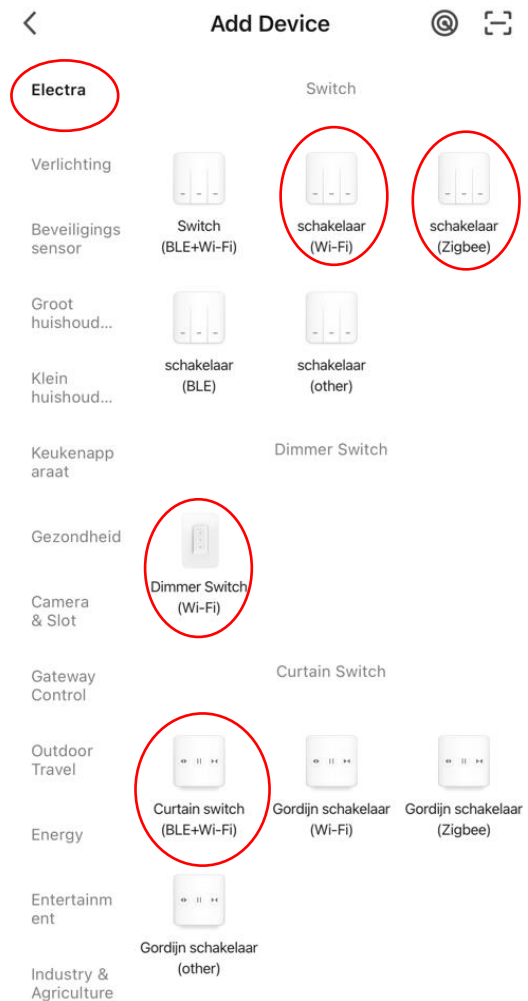 Add Device
Electra
Verlichting
Beveiligings
sensor
Groot
huishoud...
Klein
huishoud...
Keukenapp
araat
Gezondheid
Camera
& Slot
Gateway
Control
Outdoor
Travel
Energy
Entertainm
ent
Industry &
Agriculture
Switch
Switch
(BLE+Wi-Fi)
schakelaar
(Wi-Fi)
schakelaar
(Zigbee)
schakelaar
(BLE)
schakelaar
(other)
Dimmer Switch
Dimmer Switch
(Wi-Fi)
Curtain Switch
Curtain switch
(BLE+Wi-Fi)
Gordijn schakelaar
(Wi-Fi)
Gordijn schakelaar
(Zigbee)
Gordijn schakelaar
(other)